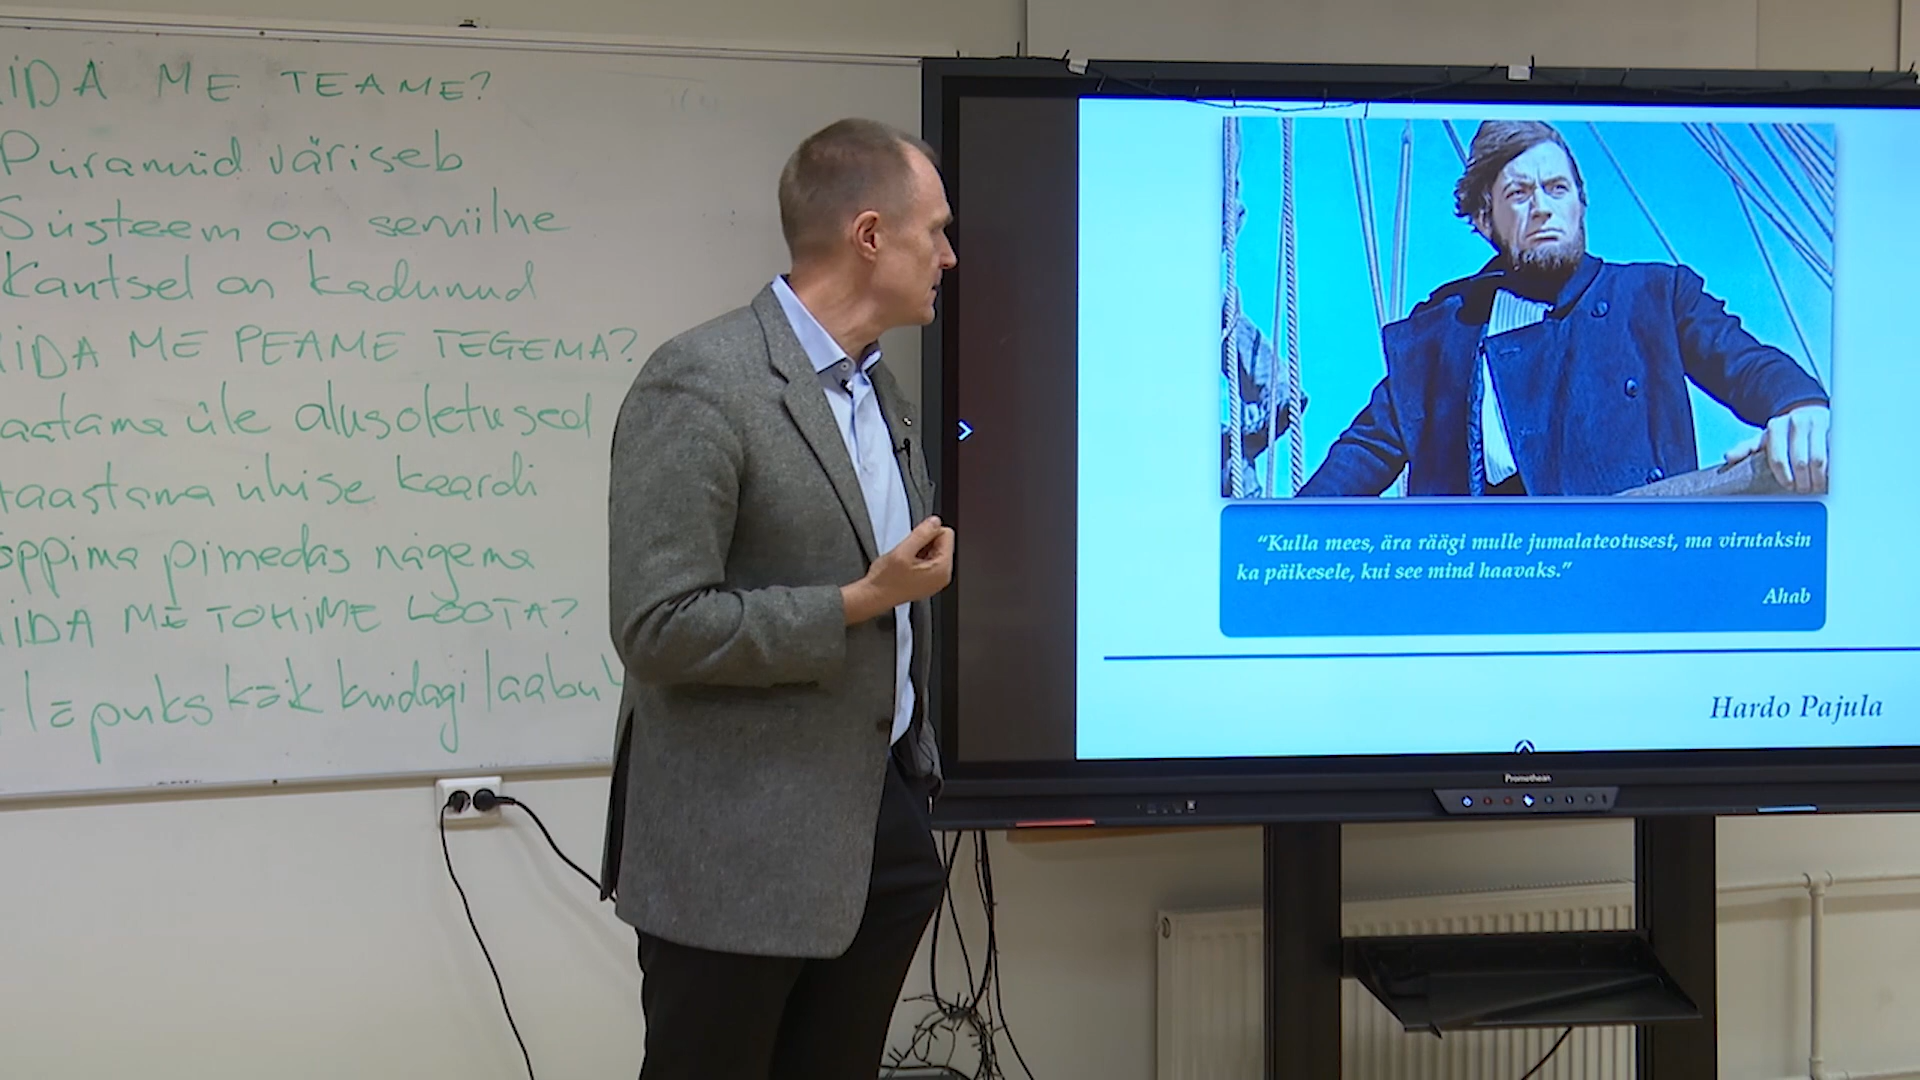 IDA ME TEAME?
Püramiid väriseb
Süsteem on seniilne
Kantsel on kadunud
IDA ME PEAME TEGEMA?
aatama üle alusoletused
taastama ühise kaardi
õppima pimedas nägema
IDA ME TOHIME LOOTA?
lõpuks kõik kuidagi laabub
“Kulla mees, ära räägi mulle jumalateotusest, ma virutaksin
ka päikesele, kui see mind haavaks.”
Ahab
Hardo Pajula
Promethean